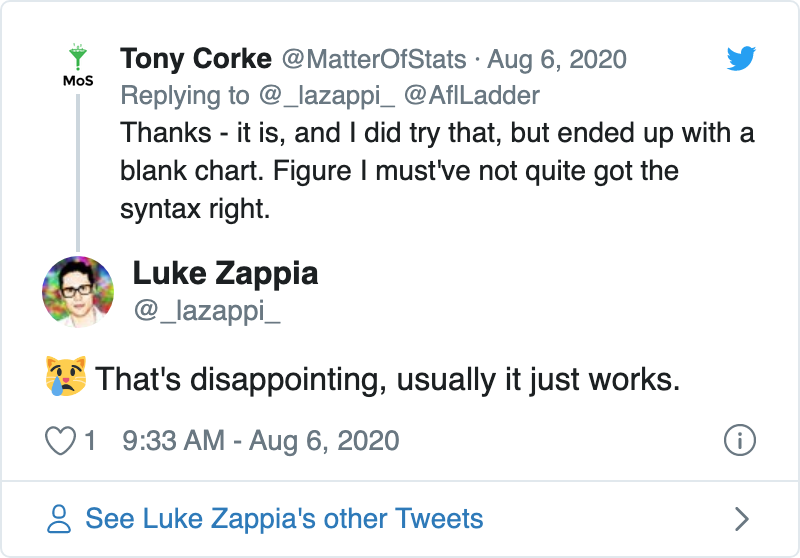 Tony Corke @MatterOfStats · Aug 6, 2020
MoS
Replying to @_lazappi_ @AflLadder
Thanks - it is, and I did try that, but ended up with a
blank chart. Figure I must've not quite got the
syntax right.
Luke Zappia
@_lazappi_
😿 That's disappointing, usually it just works.
1 9:33 AM - Aug 6, 2020
See Luke Zappia's other Tweets